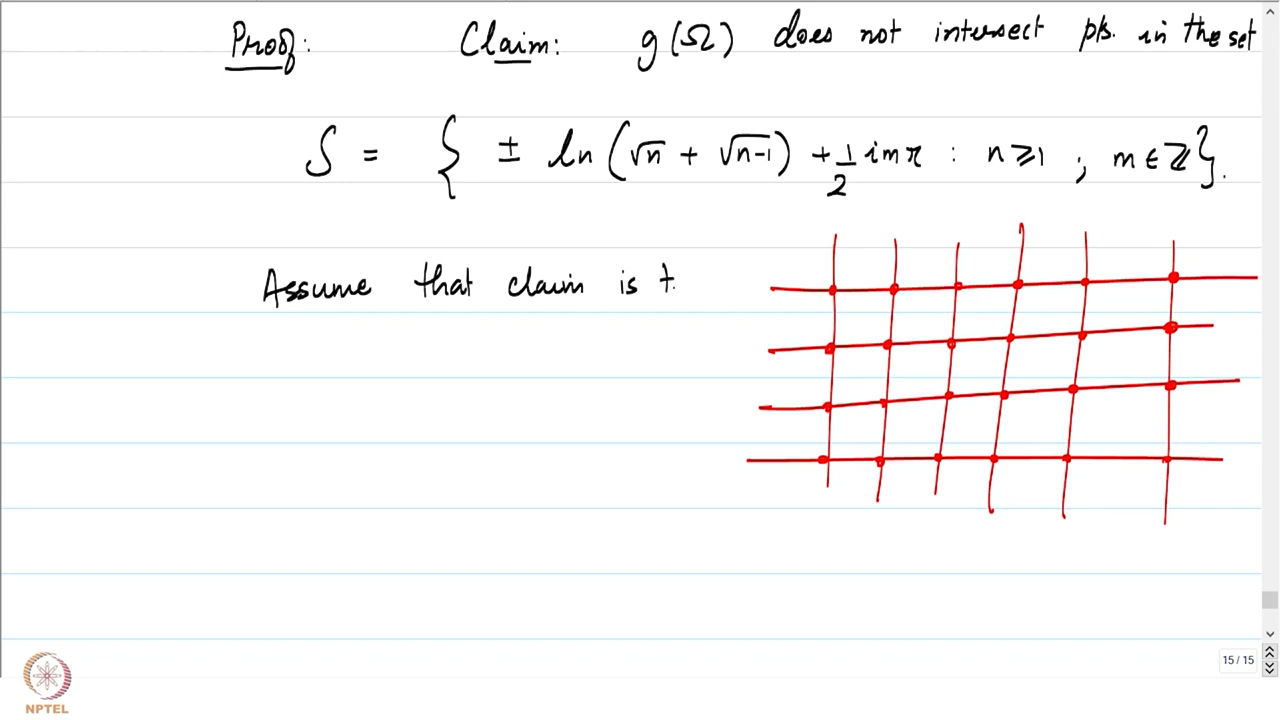 Proof: Claim: g(Ω) does not intersect pts. in the set
S = { ± ln(√n + √n-1) + 1/2 imπ : n≥1 ; m∈ℤ}.
Assume that claim is t
15 / 15
NPTEL